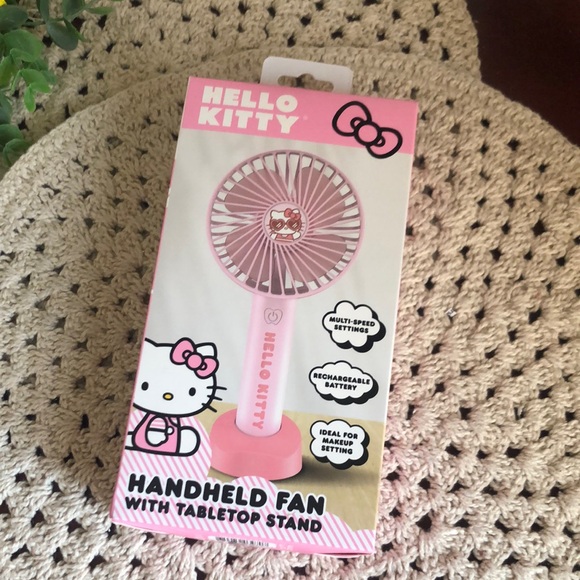 HELLO
KITTY®
MULTI-SPEED
SETTINGS
RECHARGEABLE
BATTERY
IDEAL FOR
MAKEUP
SETTING
HELLO KITTY
HANDHELD FAN
WITH TABLETOP STAND